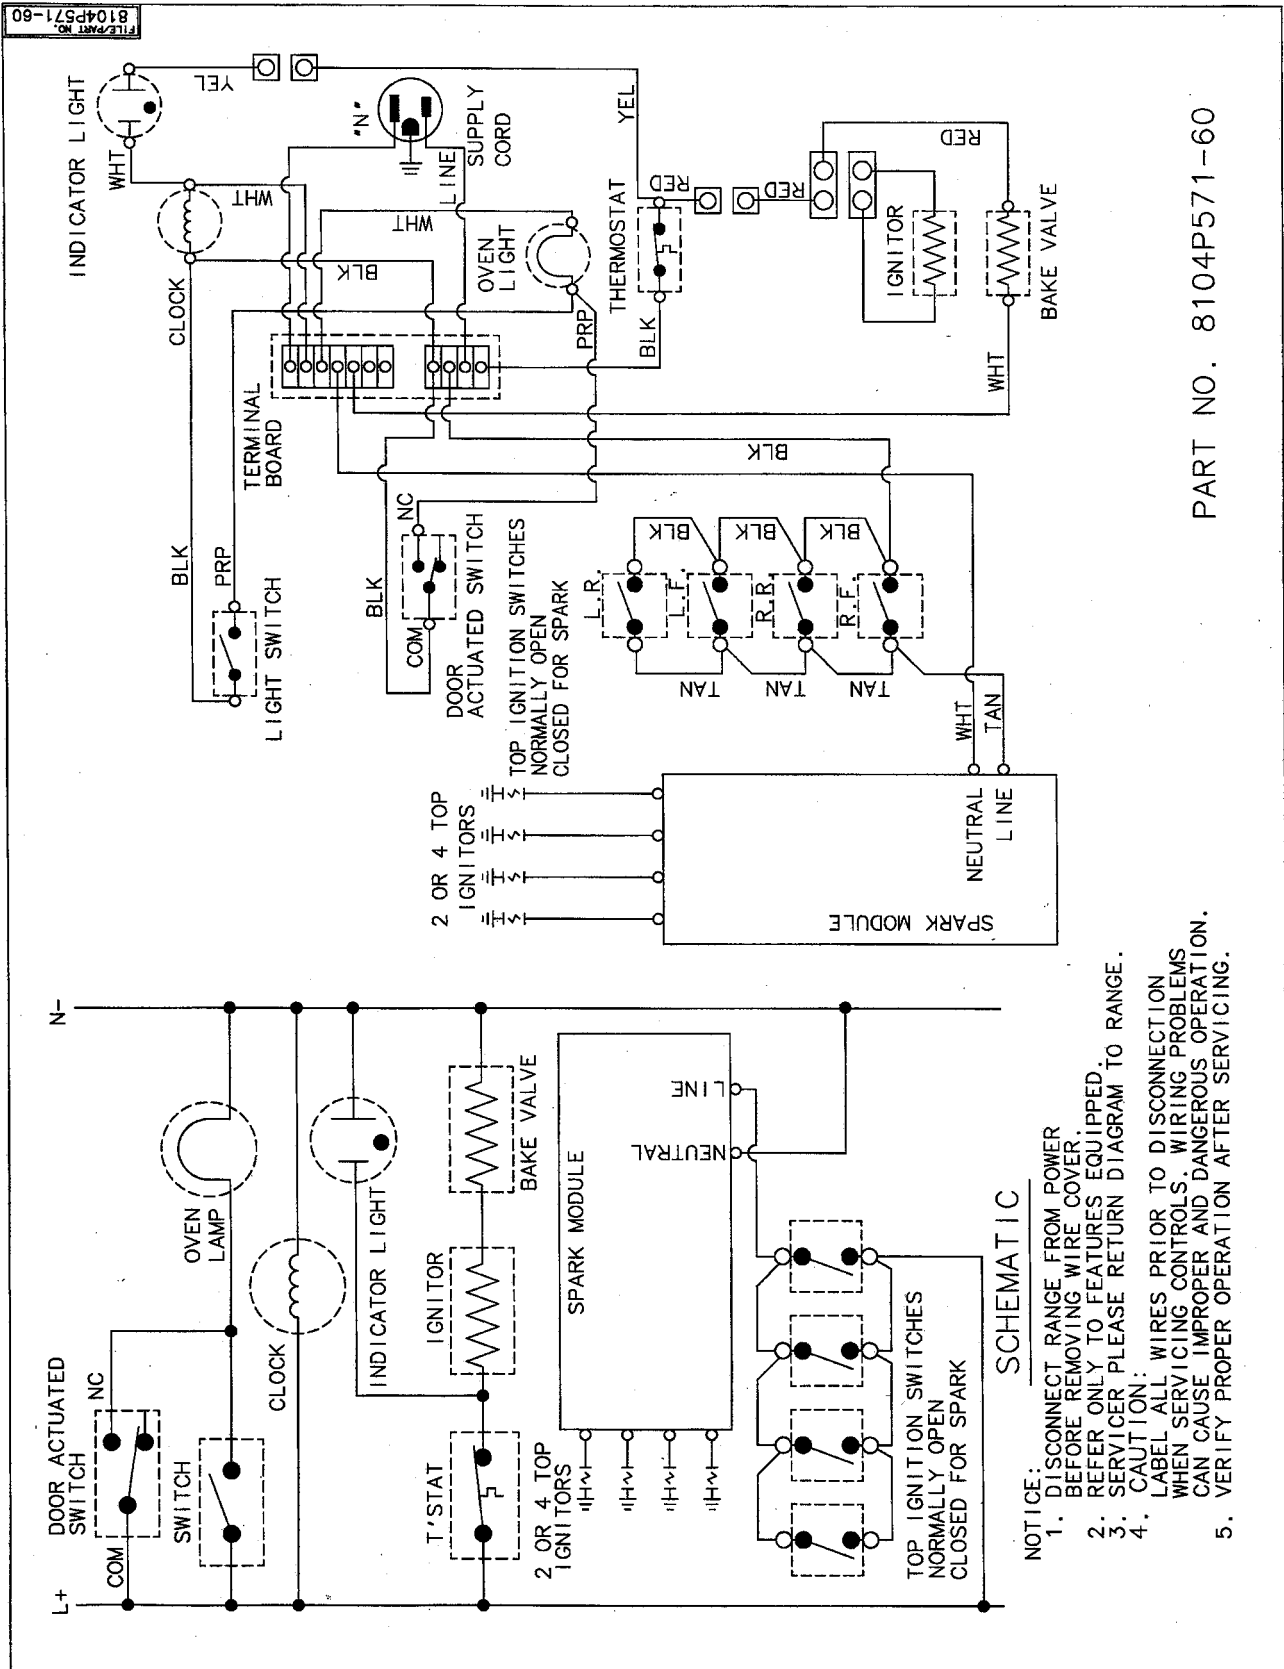 FILE/PART NO.
8104P571-60
INDICATOR LIGHT
YEL
WHT
WHT
CLOCK
"N"
LINE
SUPPLY
CORD
YEL
WHT
BLK
OVEN
LIGHT
PRP
THERMOSTAT
RED
RED
BLK
RED
IGNITOR
BAKE VALVE
WHT
TERMINAL
BOARD
BLK
PRP
LIGHT SWITCH
BLK
NC
COM
DOOR
ACTUATED SWITCH
BLK
TOP IGNITION SWITCHES
NORMALLY OPEN
CLOSED FOR SPARK
L.R.
L.F.
R.R.
R.F.
BLK
BLK
BLK
TAN
TAN
TAN
WHT
TAN
2 OR 4 TOP
IGNITORS
NEUTRAL
LINE
SPARK MODULE
PART NO. 8104P571-60
L+
N-
DOOR ACTUATED
SWITCH
NC
COM
SWITCH
OVEN
LAMP
CLOCK
INDICATOR LIGHT
T'STAT
IGNITOR
BAKE VALVE
2 OR 4 TOP
IGNITORS
SPARK MODULE
LINE
NEUTRAL
TOP IGNITION SWITCHES
NORMALLY OPEN
CLOSED FOR SPARK
SCHEMATIC
NOTICE:
1. DISCONNECT RANGE FROM POWER
BEFORE REMOVING WIRE COVER.
2. REFER ONLY TO FEATURES EQUIPPED.
3. SERVICER PLEASE RETURN DIAGRAM TO RANGE.
4. CAUTION:
LABEL ALL WIRES PRIOR TO DISCONNECTION
WHEN SERVICING CONTROLS. WIRING PROBLEMS
CAN CAUSE IMPROPER AND DANGEROUS OPERATION.
5. VERIFY PROPER OPERATION AFTER SERVICING.